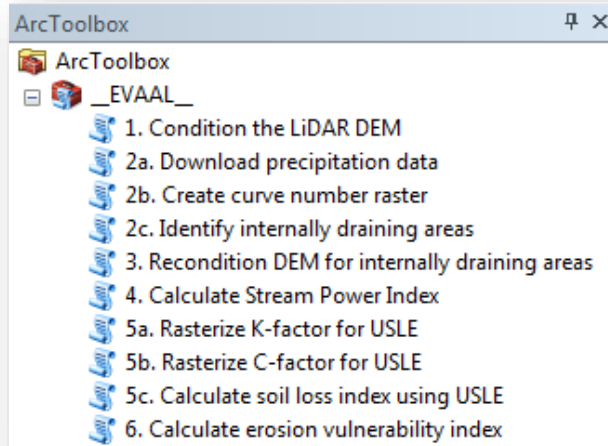 ArcToolbox
ArcToolbox
__EVAAL__
1. Condition the LiDAR DEM
2a. Download precipitation data
2b. Create curve number raster
2c. Identify internally draining areas
3. Recondition DEM for internally draining areas
4. Calculate Stream Power Index
5a. Rasterize K-factor for USLE
5b. Rasterize C-factor for USLE
5c. Calculate soil loss index using USLE
6. Calculate erosion vulnerability index